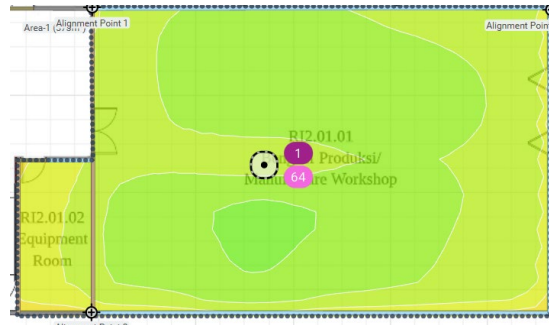 Alignment Point 1
Alignment Point
Area-1
RI2.01.01
1
Produksi/
64
Workshop
RI2.01.02
Equipment
Room